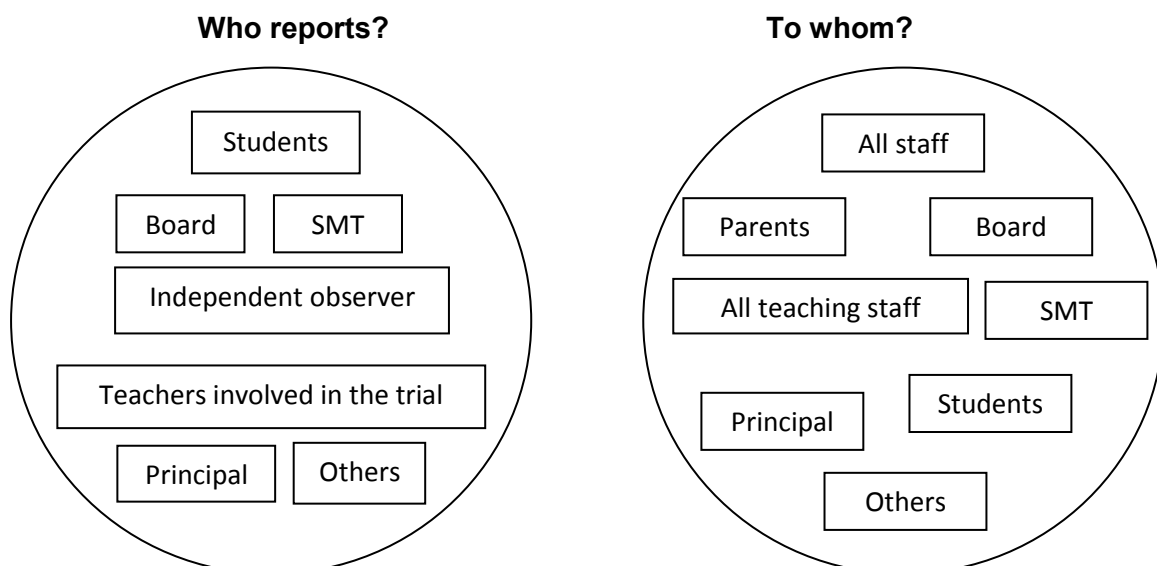 Who reports?
Students
Board
SMT
Independent observer
Teachers involved in the trial
Principal
Others
To whom?
All staff
Parents
Board
All teaching staff
SMT
Principal
Students
Others